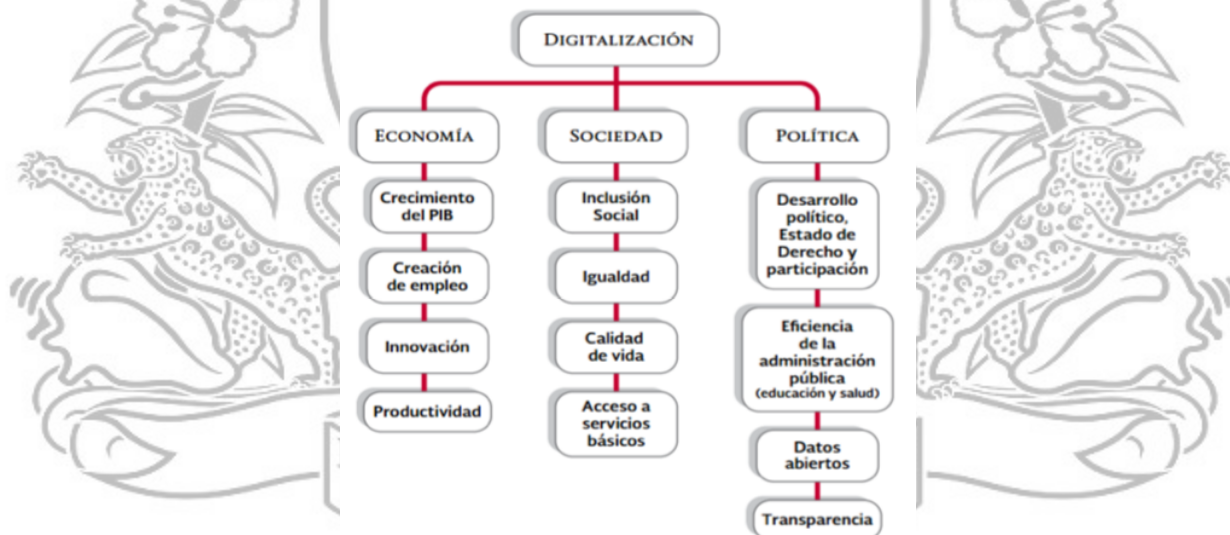 DIGITALIZACIÓN
ECONOMÍA
Crecimiento
del PIB
Creación
de empleo
Innovación
Productividad
SOCIEDAD
Inclusión
Social
Igualdad
Calidad
de vida
Acceso a
servicios
básicos
POLÍTICA
Desarrollo
político,
Estado de
Derecho y
participación
Eficiencia
de la
administración
pública
(educación y salud)
Datos
abiertos
Transparencia